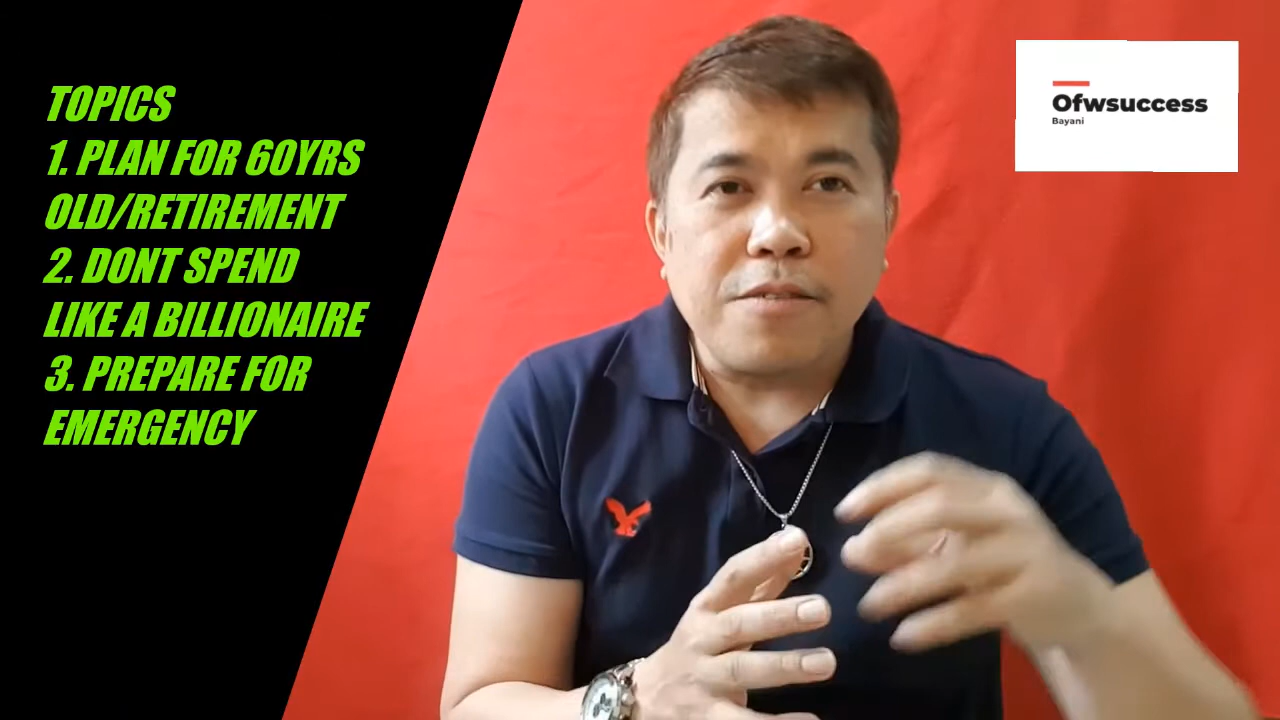 TOPICS
1. PLAN FOR 60YRS
OLD/RETIREMENT
2. DONT SPEND
LIKE A BILLIONAIRE
3. PREPARE FOR
EMERGENCY
Ofwsuccess
Bayani